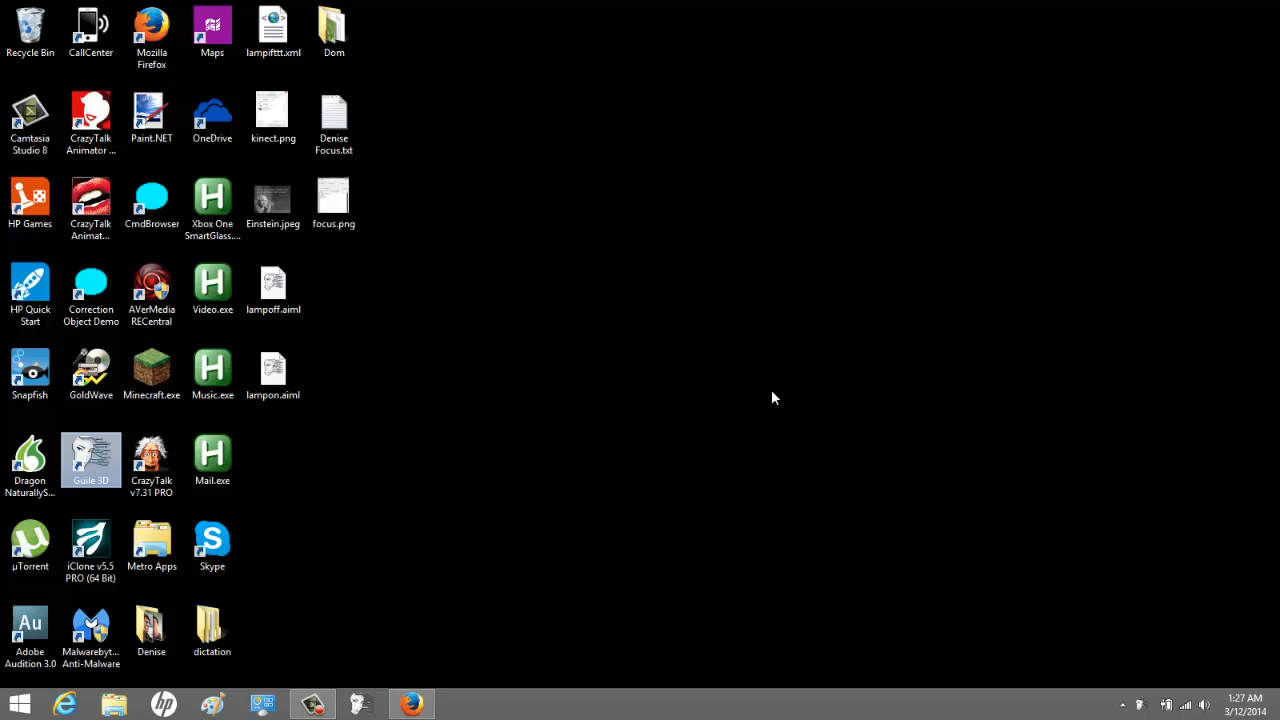 Recycle Bin
CallCenter
Mozilla
Firefox
Maps
lampifttt.xml
Dom
Camtasia
Studio 8
CrazyTalk
Animator ...
Paint.NET
OneDrive
kinect.png
Denise
Focus.txt
HP Games
CrazyTalk
Animat...
CmdBrowser
Xbox One
SmartGlass....
Einstein.jpeg
focus.png
HP Quick
Start
Correction
Object Demo
AVerMedia
RECentral
Video.exe
lampoff.aiml
Snapfish
GoldWave
Minecraft.exe
Music.exe
lampon.aiml
Dragon
NaturallyS...
Guile 3D
CrazyTalk
v7.31 PRO
Mail.exe
µTorrent
iClone v5.5
PRO (64 Bit)
Metro Apps
Skype
Au
Adobe
Audition 3.0
Malwarebyt...
Anti-Malware
Denise
dictation
1:27 AM
3/12/2014